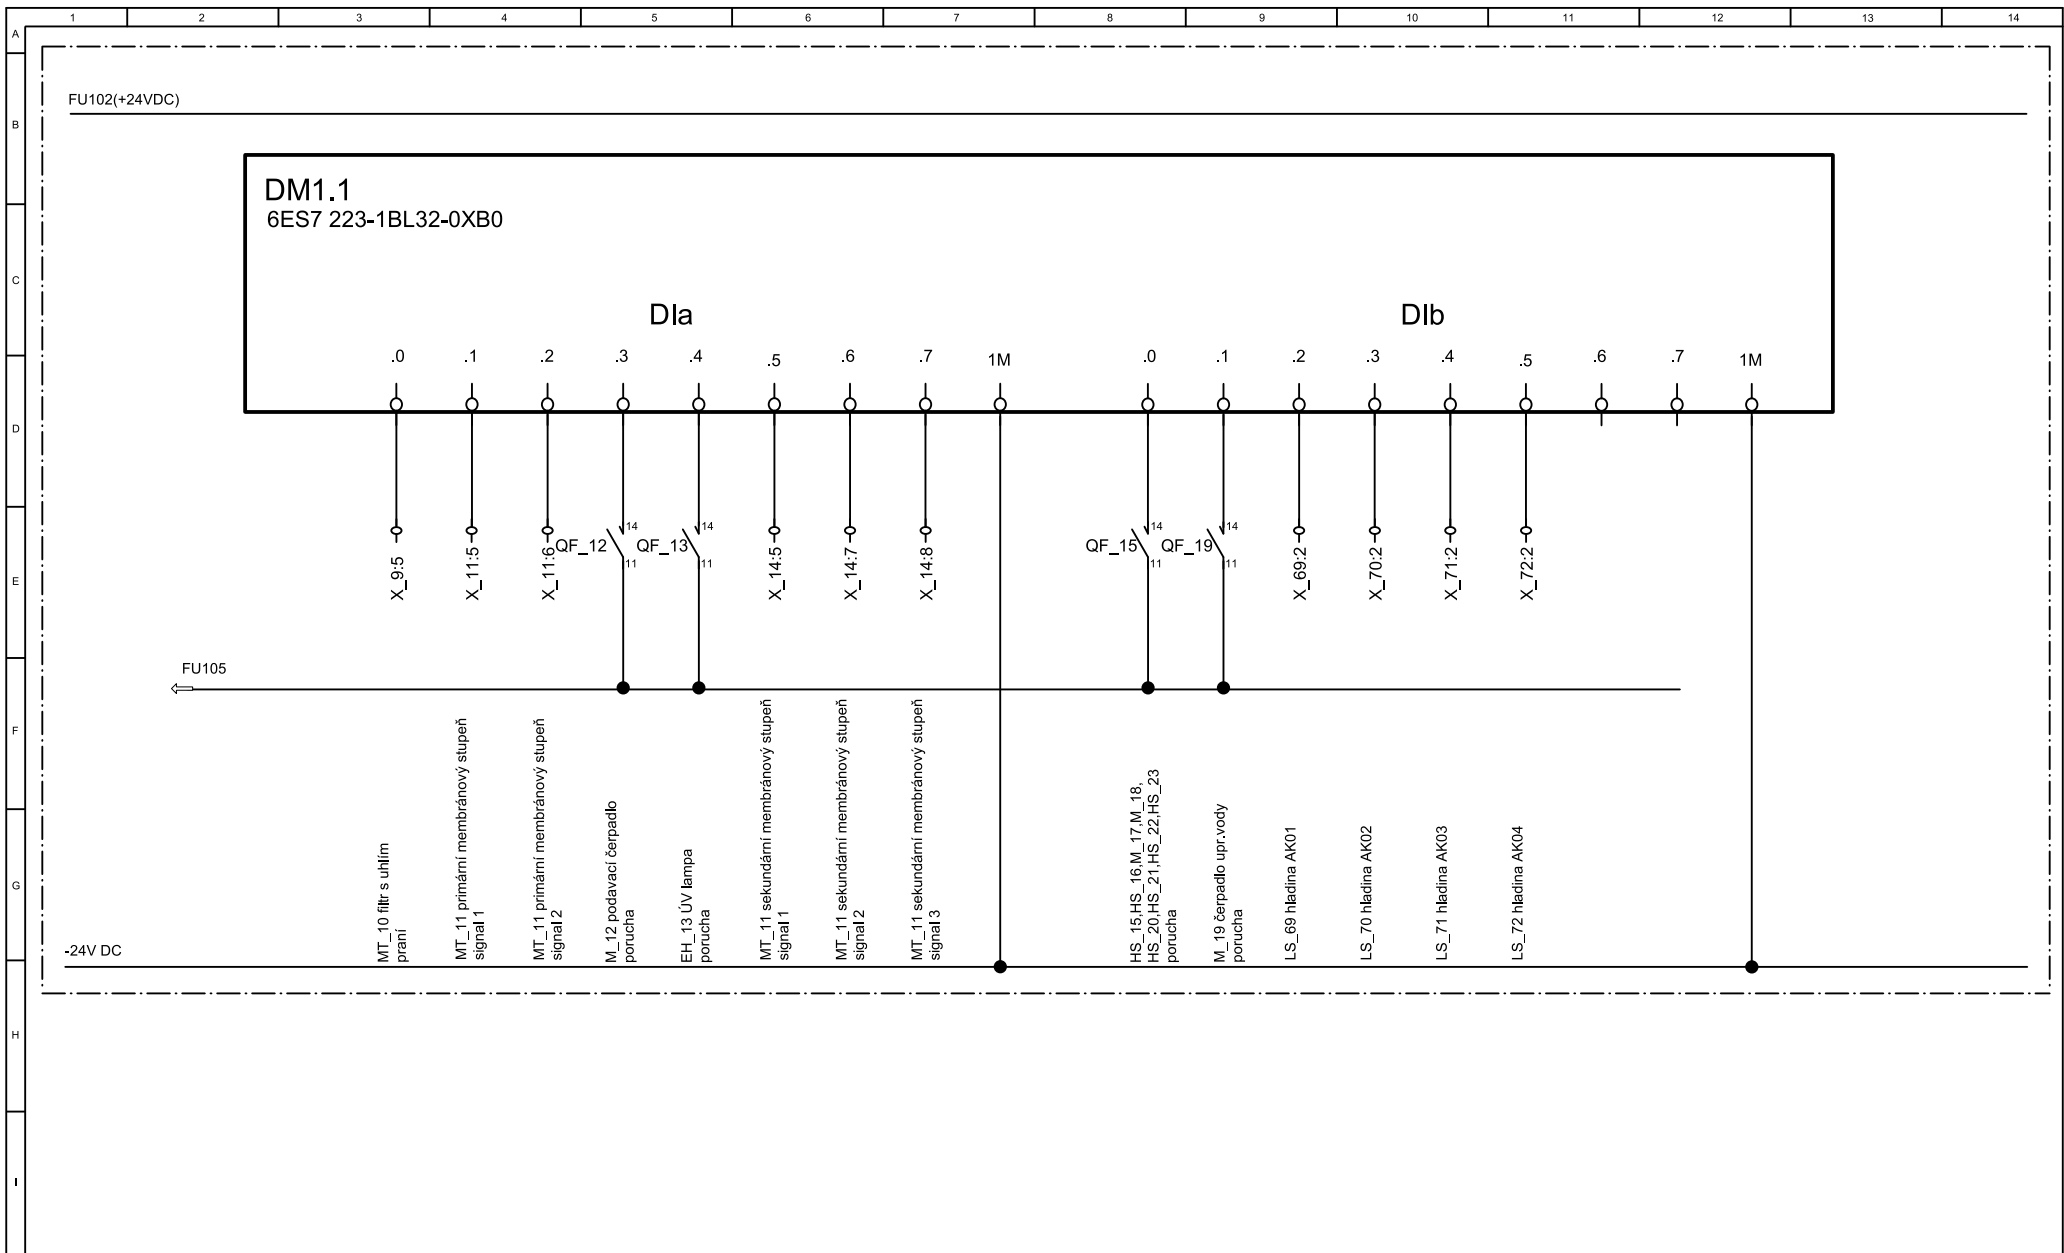 1 2 3 4 5 6 7 8 9 10 11 12 13 14
A
FU102(+24VDC)
B
DM1.1
6ES7 223-1BL32-0XB0
C
DIa DIb
.0 .1 .2 .3 .4 .5 .6 .7 1M .0 .1 .2 .3 .4 .5 .6 .7 1M
D
14 14 14 14
QF_12 QF_13 QF_15 QF_19
11 11 11 11
X_9:5
X_11:5
X_11:6
X_14:5
X_14:7
X_14:8
X_69:2
X_70:2
X_71:2
X_72:2
E
FU105
F
MT_10 filtr s uhlím
praní
MT_11 primární membránový stupeň
signal 1
MT_11 primární membránový stupeň
signal 2
M_12 podavací čerpadlo
porucha
EH_13 ÚV lampa
porucha
MT_11 sekundární membránový stupeň
signal 1
MT_11 sekundární membránový stupeň
signal 2
MT_11 sekundární membránový stupeň
signal 3
HS_15,HS_16,M_17,M_18,
HS_20,HS_21,HS_22,HS_23
porucha
M_19 čerpadlo upr.vody
porucha
LS_69 hladina AK01
LS_70 hladina AK02
LS_71 hladina AK03
LS_72 hladina AK04
G
-24V DC
H
I